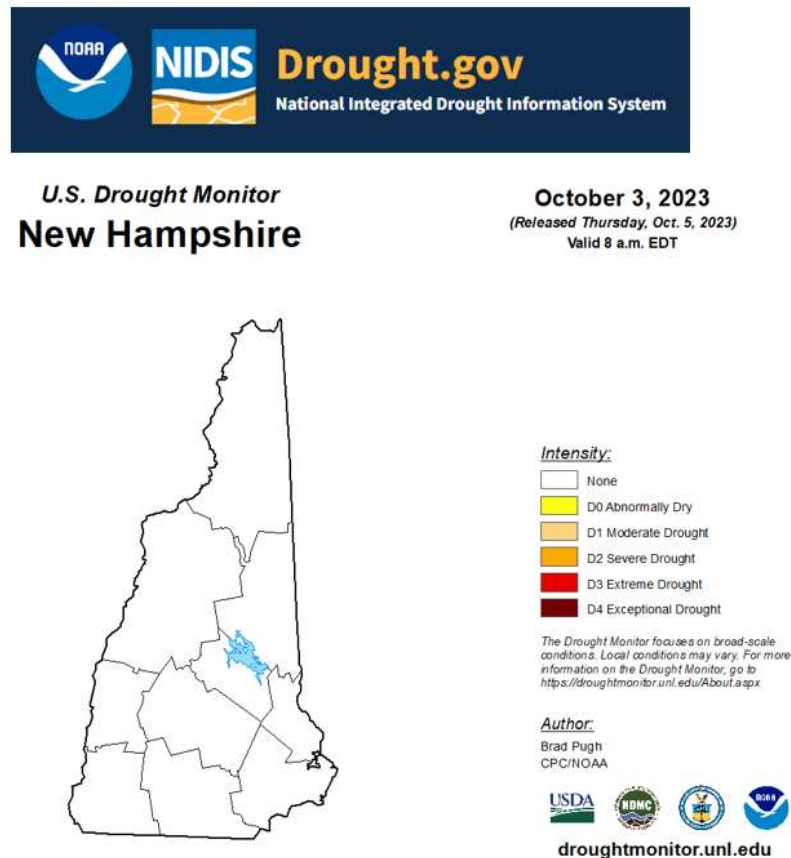 NOAA
NIDIS
Drought.gov
National Integrated Drought Information System
U.S. Drought Monitor
New Hampshire
October 3, 2023
(Released Thursday, Oct. 5, 2023)
Valid 8 a.m. EDT
Intensity:
None
D0 Abnormally Dry
D1 Moderate Drought
D2 Severe Drought
D3 Extreme Drought
D4 Exceptional Drought
The Drought Monitor focuses on broad-scale
conditions. Local conditions may vary. For more
information on the Drought Monitor, go to
https://droughtmonitor.unl.edu/About.aspx
Author:
Brad Pugh
CPC/NOAA
USDA
NDMC
NOAA
droughtmonitor.unl.edu